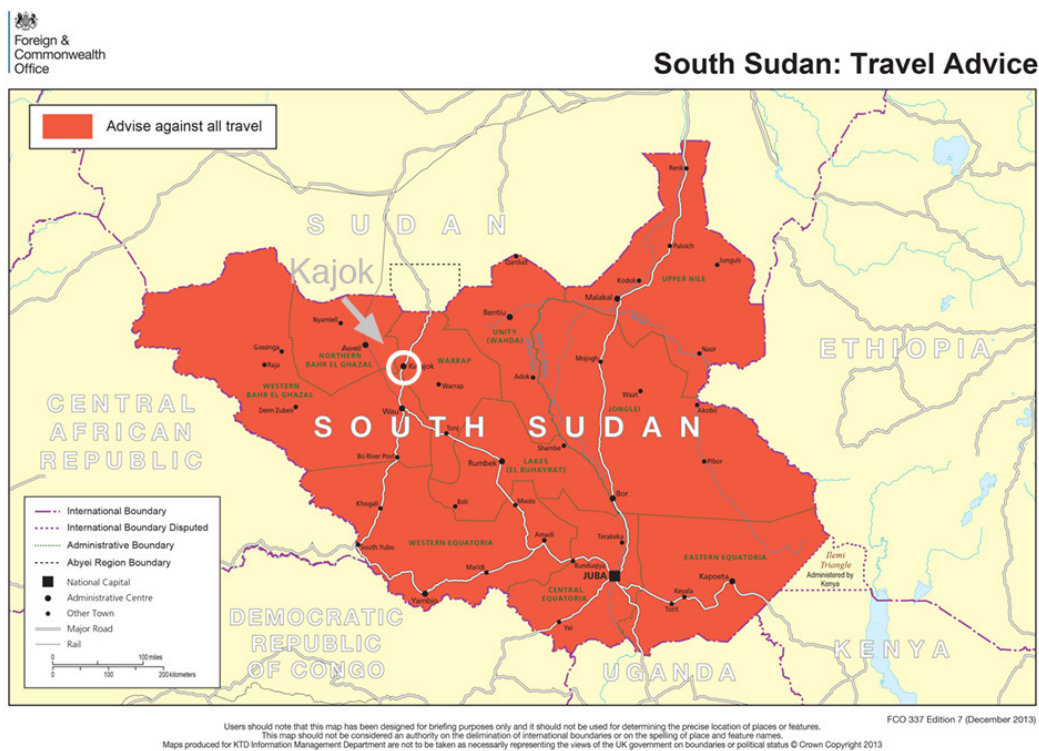 Foreign &
Commonwealth
Office
South Sudan: Travel Advice
Advise against all travel
Renk
SUDAN
Paloich
Kajok
Qardud
Junguls
Kodok
UPPER NILE
Malakal
Bentiu
Nyamlell
UNITY
(WAHDA)
Aweil
Gossinga
NORTHERN
BAHR EL GHAZAL
WARRAP
Mojogh
Nasir
ETHIOPIA
Raja
Adok
Warrap
WESTERN
BAHR EL GHAZAL
Waat
Deim Zubeir
Wau
JONGLEI
Akobo
CENTRAL
AFRICAN
REPUBLIC
SOUTH SUDAN
Tonj
Shambe
Bo River Post
Rumbek
LAKES
(EL BUHAYRAT)
Pibor
Khogali
Boli
Mvolo
Bor
South Yubo
WESTERN EQUATORIA
Amadi
Terakeka
EASTERN EQUATORIA
Ilemi
Triangle
Administered by
Kenya
Maridi
JUBA
Kapoeta
Yambio
CENTRAL
EQUATORIA
Keyala
Torit
Yei
DEMOCRATIC
REPUBLIC
OF CONGO
UGANDA
KENYA
International Boundary
International Boundary Disputed
Administrative Boundary
Abyei Region Boundary
National Capital
Administrative Centre
Other Town
Major Road
Rail
0 100 miles
0 100 200 kilometers
FCO 337 Edition 7 (December 2013)
Users should note that this map has been designed for briefing purposes only and it should not be used for determining the precise location of places or features.
This map should not be considered an authority on the delimitation of international boundaries or on the spelling of place and feature names.
Maps produced for KTD Information Management Department are not to be taken as necessarily representing the views of the UK government on boundaries or political status © Crown Copyright 2013